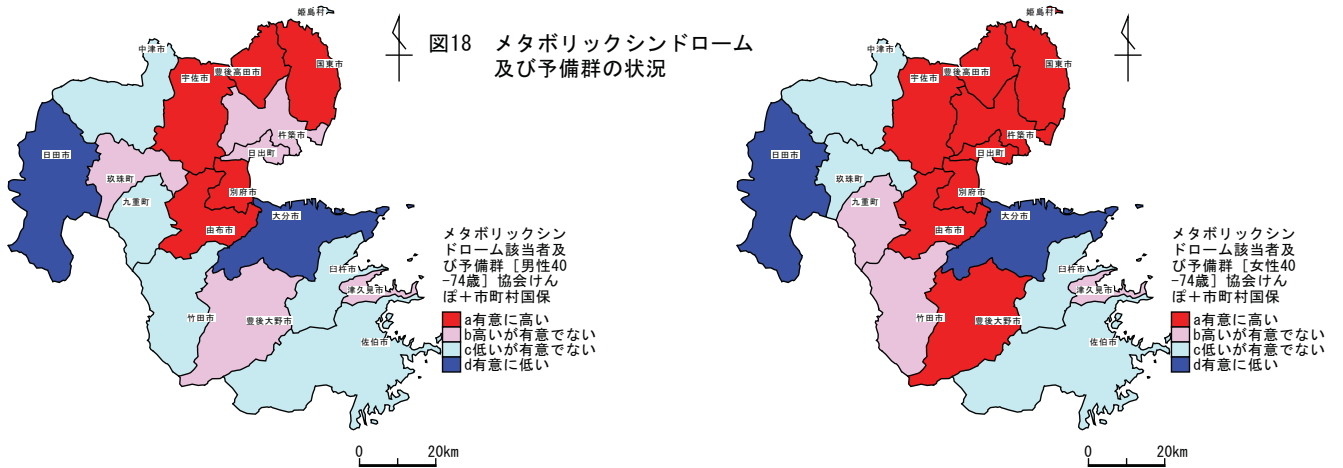 図18 メタボリックシンドローム
及び予備群の状況
姫島村
中津市
国東市
豊後高田市
宇佐市
杵築市
日出町
日田市
玖珠町
別府市
九重町
大分市
由布市
臼杵市
津久見市
竹田市
豊後大野市
佐伯市
メタボリックシン
ドローム該当者及
び予備群[男性40
-74歳]協会けん
ぽ+市町村国保
a有意に高い
b高いが有意でない
c低いが有意でない
d有意に低い
0 20km
姫島村
中津市
国東市
豊後高田市
宇佐市
杵築市
日出町
日田市
玖珠町
別府市
九重町
大分市
由布市
臼杵市
津久見市
竹田市
豊後大野市
佐伯市
メタボリックシン
ドローム該当者及
び予備群[女性40
-74歳]協会けん
ぽ+市町村国保
a有意に高い
b高いが有意でない
c低いが有意でない
d有意に低い
0 20km